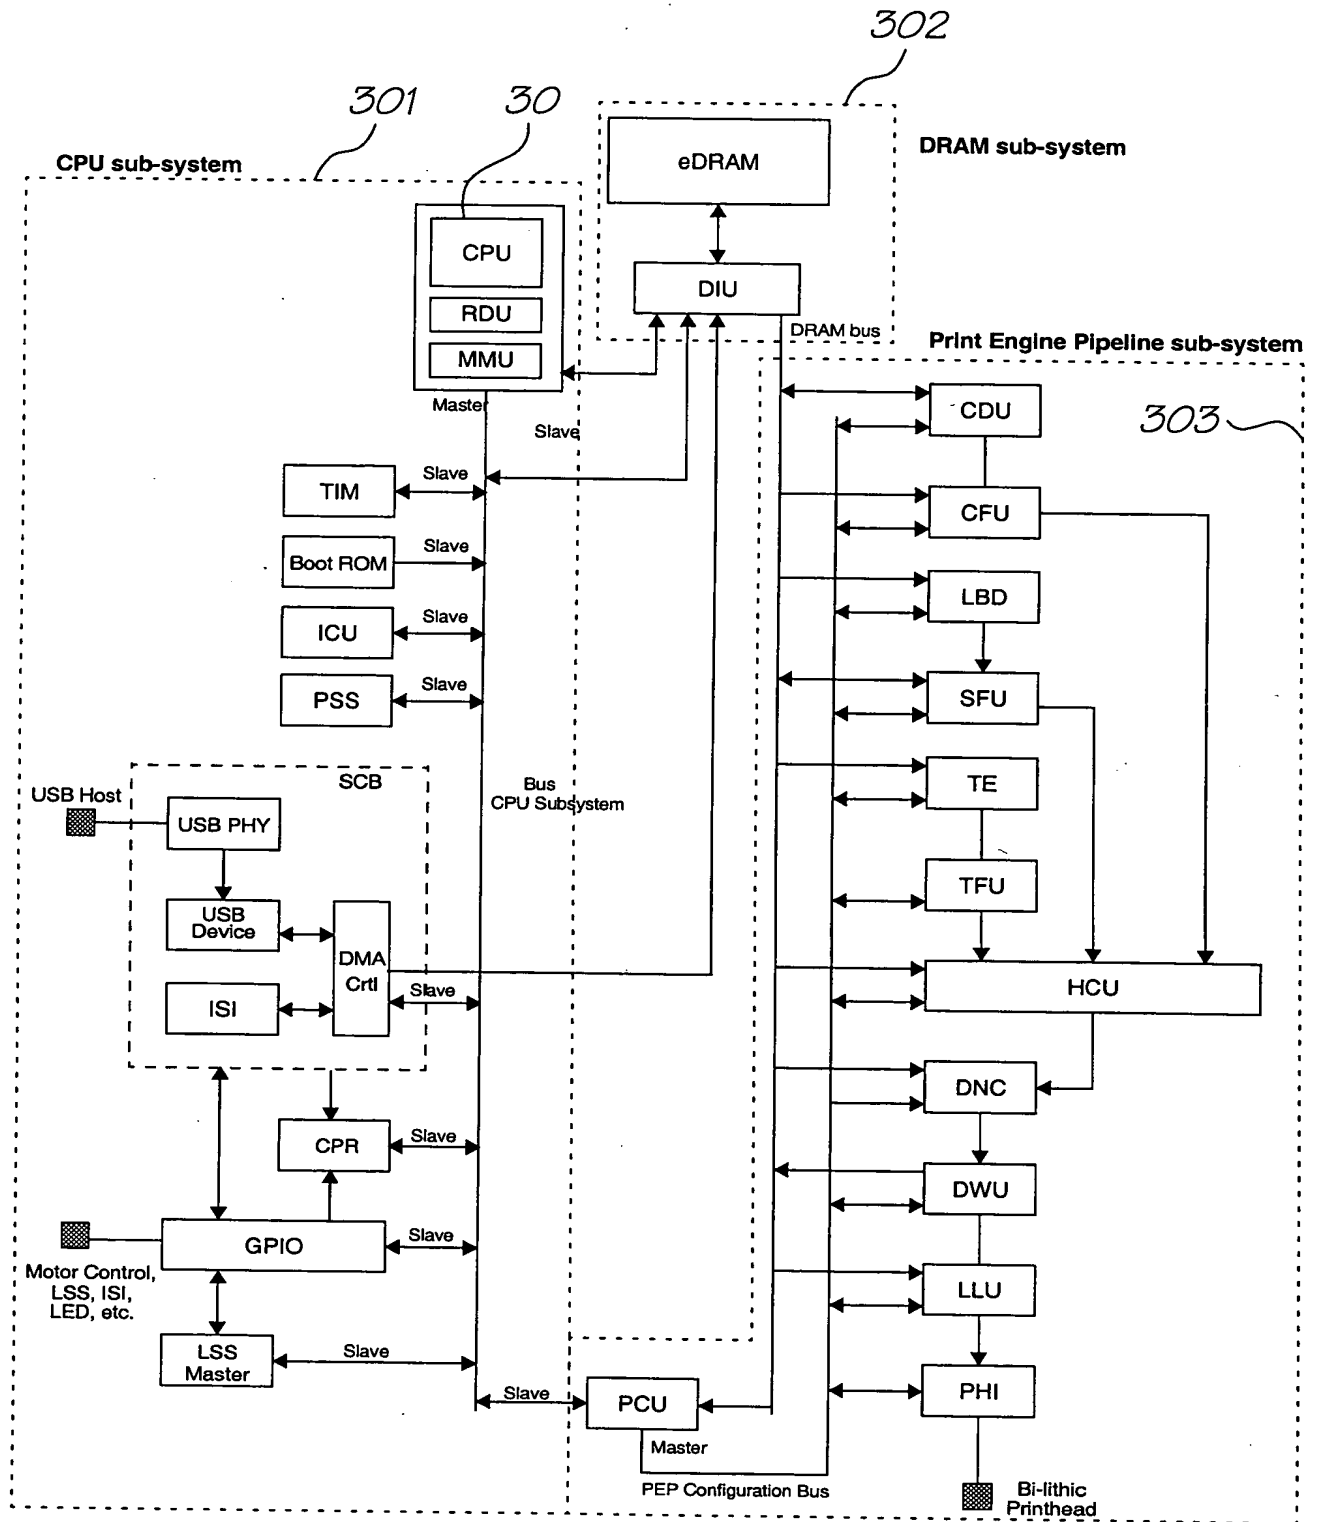 302
301
30
CPU sub-system
DRAM sub-system
eDRAM
CPU
RDU
MMU
Master
DIU
DRAM bus
Print Engine Pipeline sub-system
303
Slave
TIM
Slave
Boot ROM
Slave
ICU
Slave
PSS
Slave
CDU
CFU
LBD
SFU
TE
TFU
HCU
DNC
DWU
LLU
PHI
Bus
CPU Subsystem
SCB
USB Host
USB PHY
USB
Device
ISI
DMA
Crtl
Slave
CPR
Slave
GPIO
Slave
Motor Control,
LSS, ISI,
LED, etc.
LSS
Master
Slave
Slave
PCU
Master
PEP Configuration Bus
Bi-lithic
Printhead